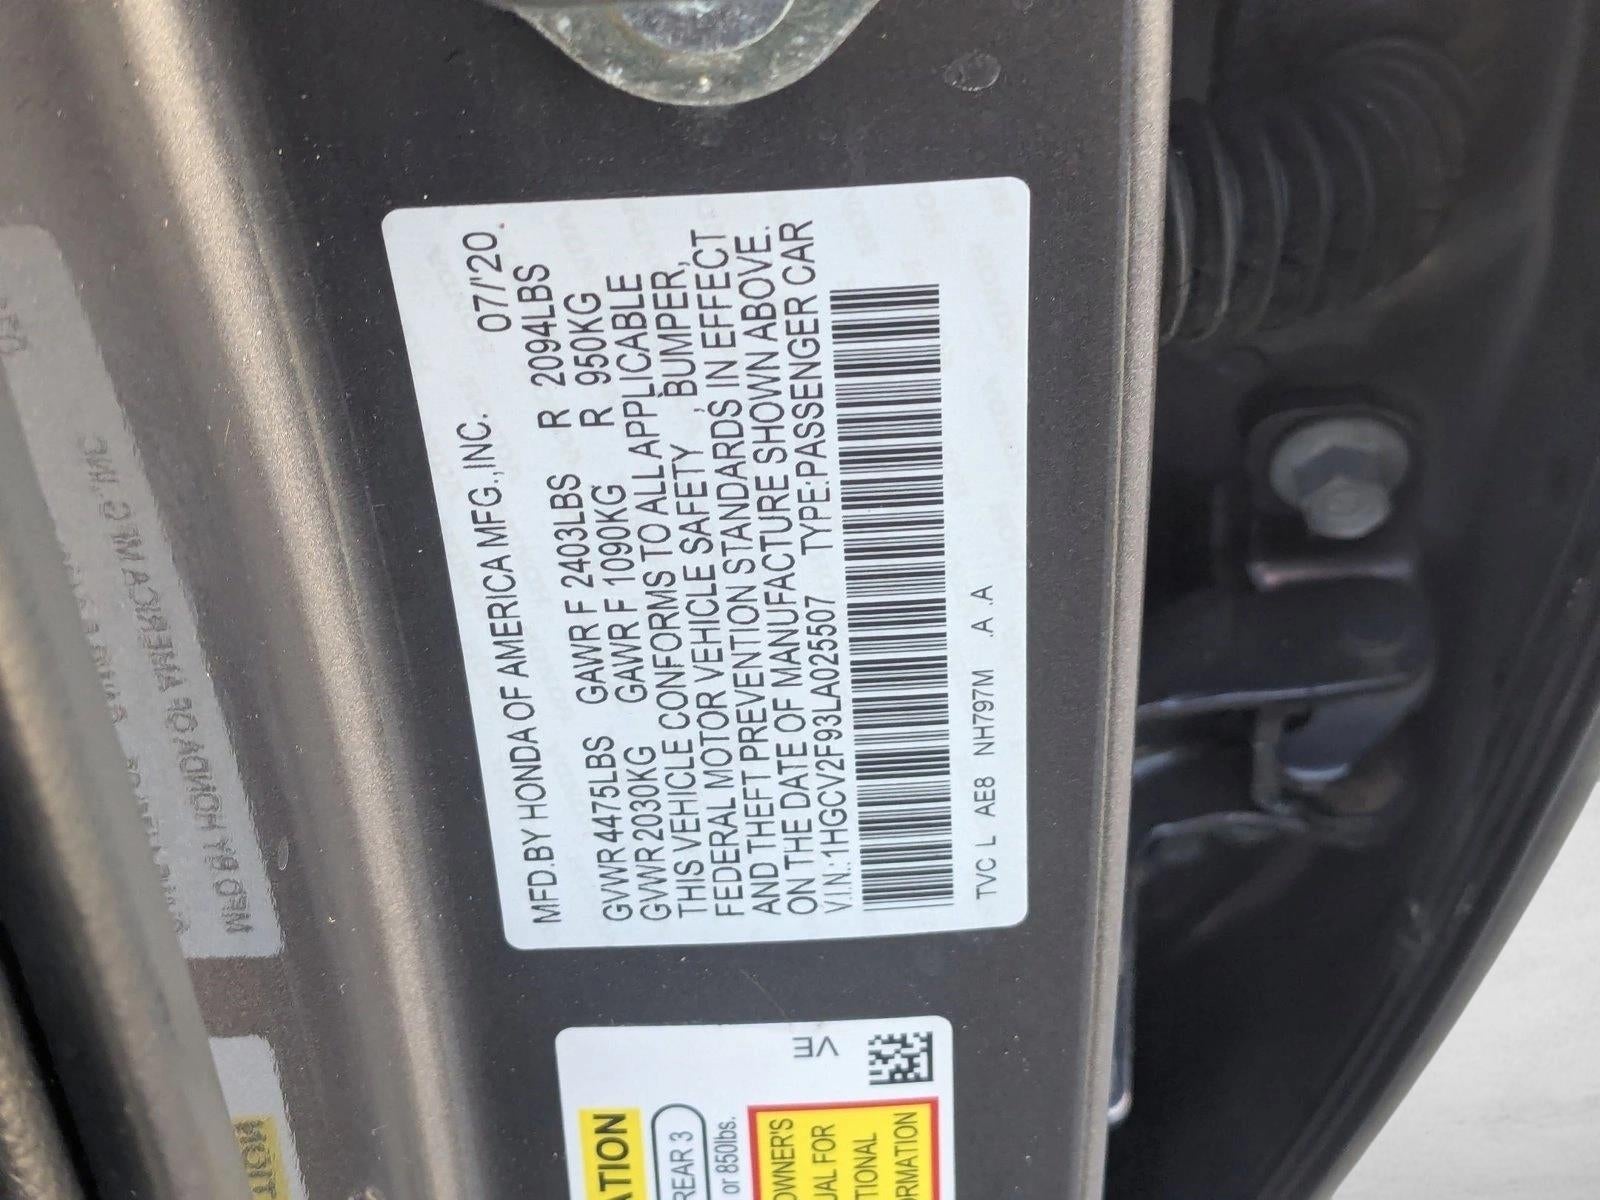 MFD.BY HONDA OF AMERICA MFG.,INC. 07/'20
GVWR 4475LBS GAWR F 2403LBS R 2094LBS
GVWR 2030KG GAWR F 1090KG R 950KG
THIS VEHICLE CONFORMS TO ALL APPLICABLE
FEDERAL MOTOR VEHICLE SAFETY , BUMPER,
AND THEFT PREVENTION STANDARDS IN EFFECT
ON THE DATE OF MANUFACTURE SHOWN ABOVE.
V.I.N.:1HGCV2F93LA025507 TYPE:PASSENGER CAR
TVC L AE8 NH797M .A .A
VE
ATION
REAR 3
or 850lbs.
OWNER'S
UAL FOR
TIONAL
ORMATION